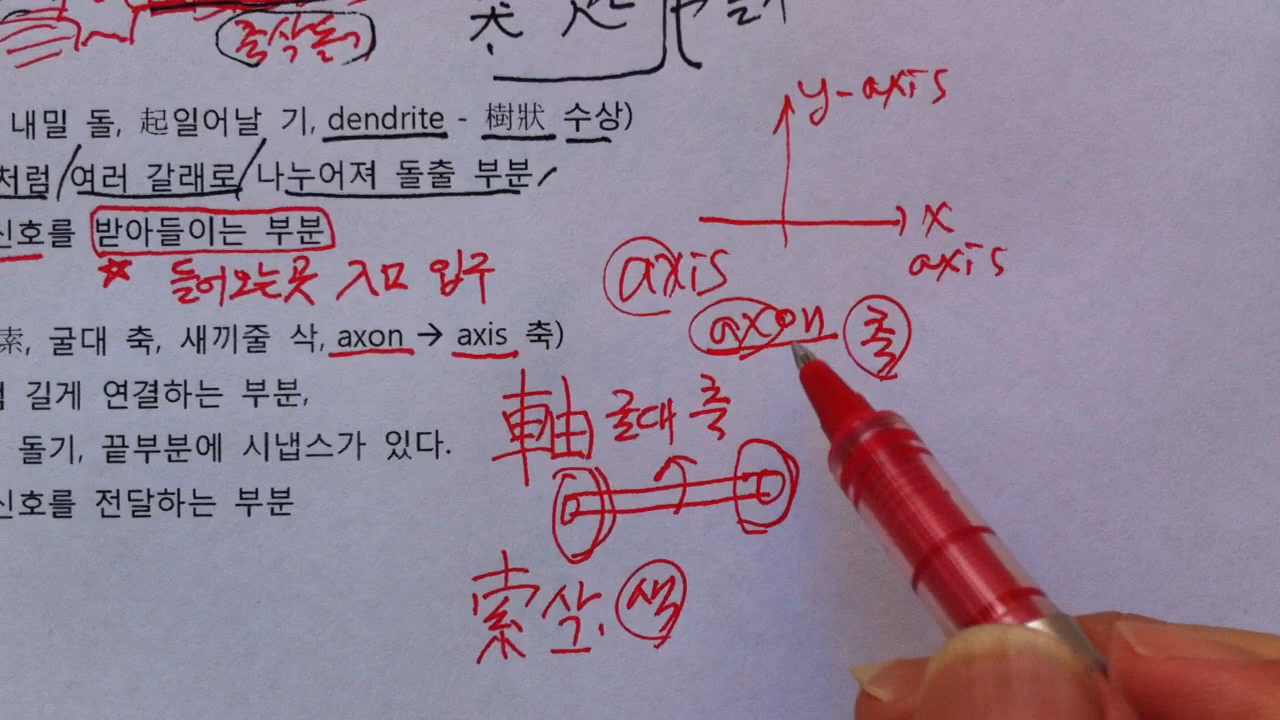 축삭돌기
내밀 돌, 起일어날 기, dendrite - 樹狀 수상)
처럼/여러 갈래로/나누어져 돌출 부분
신호를 받아들이는 부분
들어오는곳 入口 입구
y-axis
x
axis
axis
axon 축
索, 굴대 축, 새끼줄 삭, axon → axis 축)
길게 연결하는 부분,
돌기, 끝부분에 시냅스가 있다.
신호를 전달하는 부분
軸 굴대 축
索 삭. 색